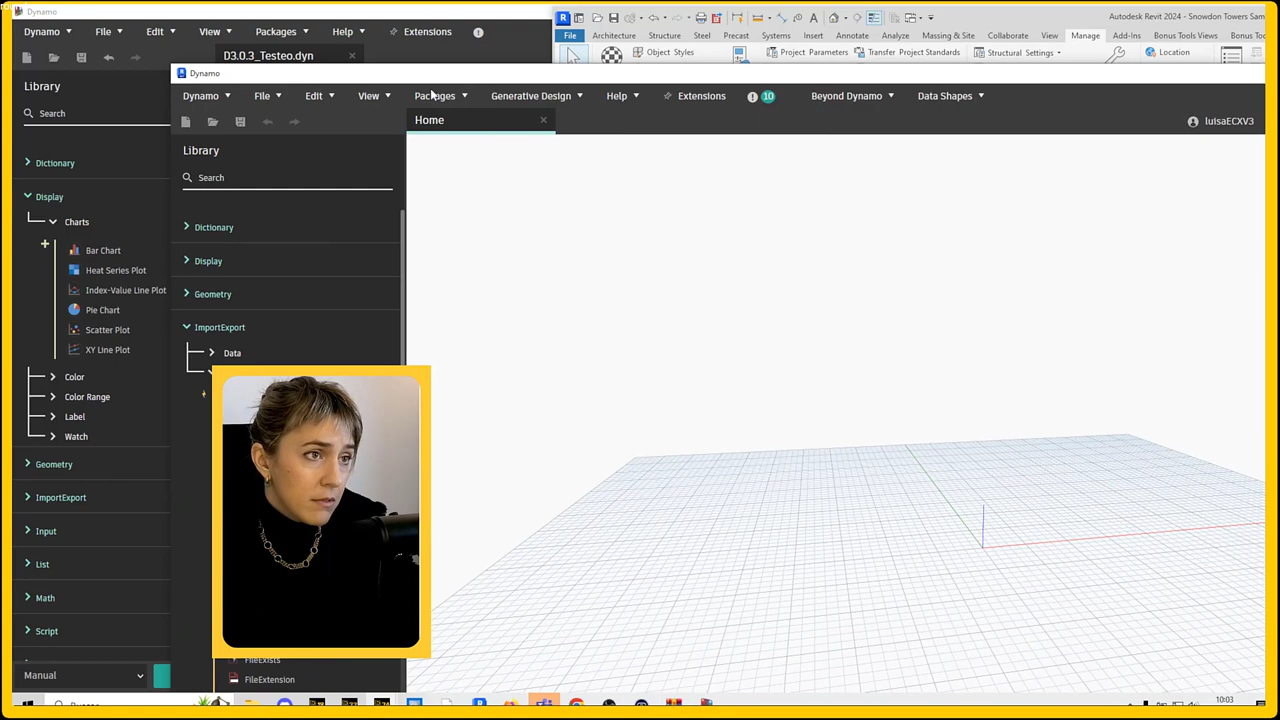 Dynamo
Dynamo File Edit View Packages Help Extensions
D3.0.3_Testeo.dyn
Library
Search
Dictionary
Display
Charts
Bar Chart
Heat Series Plot
Index-Value Line Plot
Pie Chart
Scatter Plot
XY Line Plot
Color
Color Range
Label
Watch
Geometry
ImportExport
Input
List
Math
Script
Manual
Autodesk Revit 2024 - Snowdon Towers Sam
File Architecture Structure Steel Precast Systems Insert Annotate Analyze Massing & Site Collaborate View Manage Add-Ins Bonus Tools Views Bonus Too
Object Styles Project Parameters Transfer Project Standards Structural Settings Location
Dynamo
Dynamo File Edit View Packages Generative Design Help Extensions 10 Beyond Dynamo Data Shapes
Home
luisaECXV3
Library
Search
Dictionary
Display
Geometry
ImportExport
Data
FileExists
FileExtension
10:03